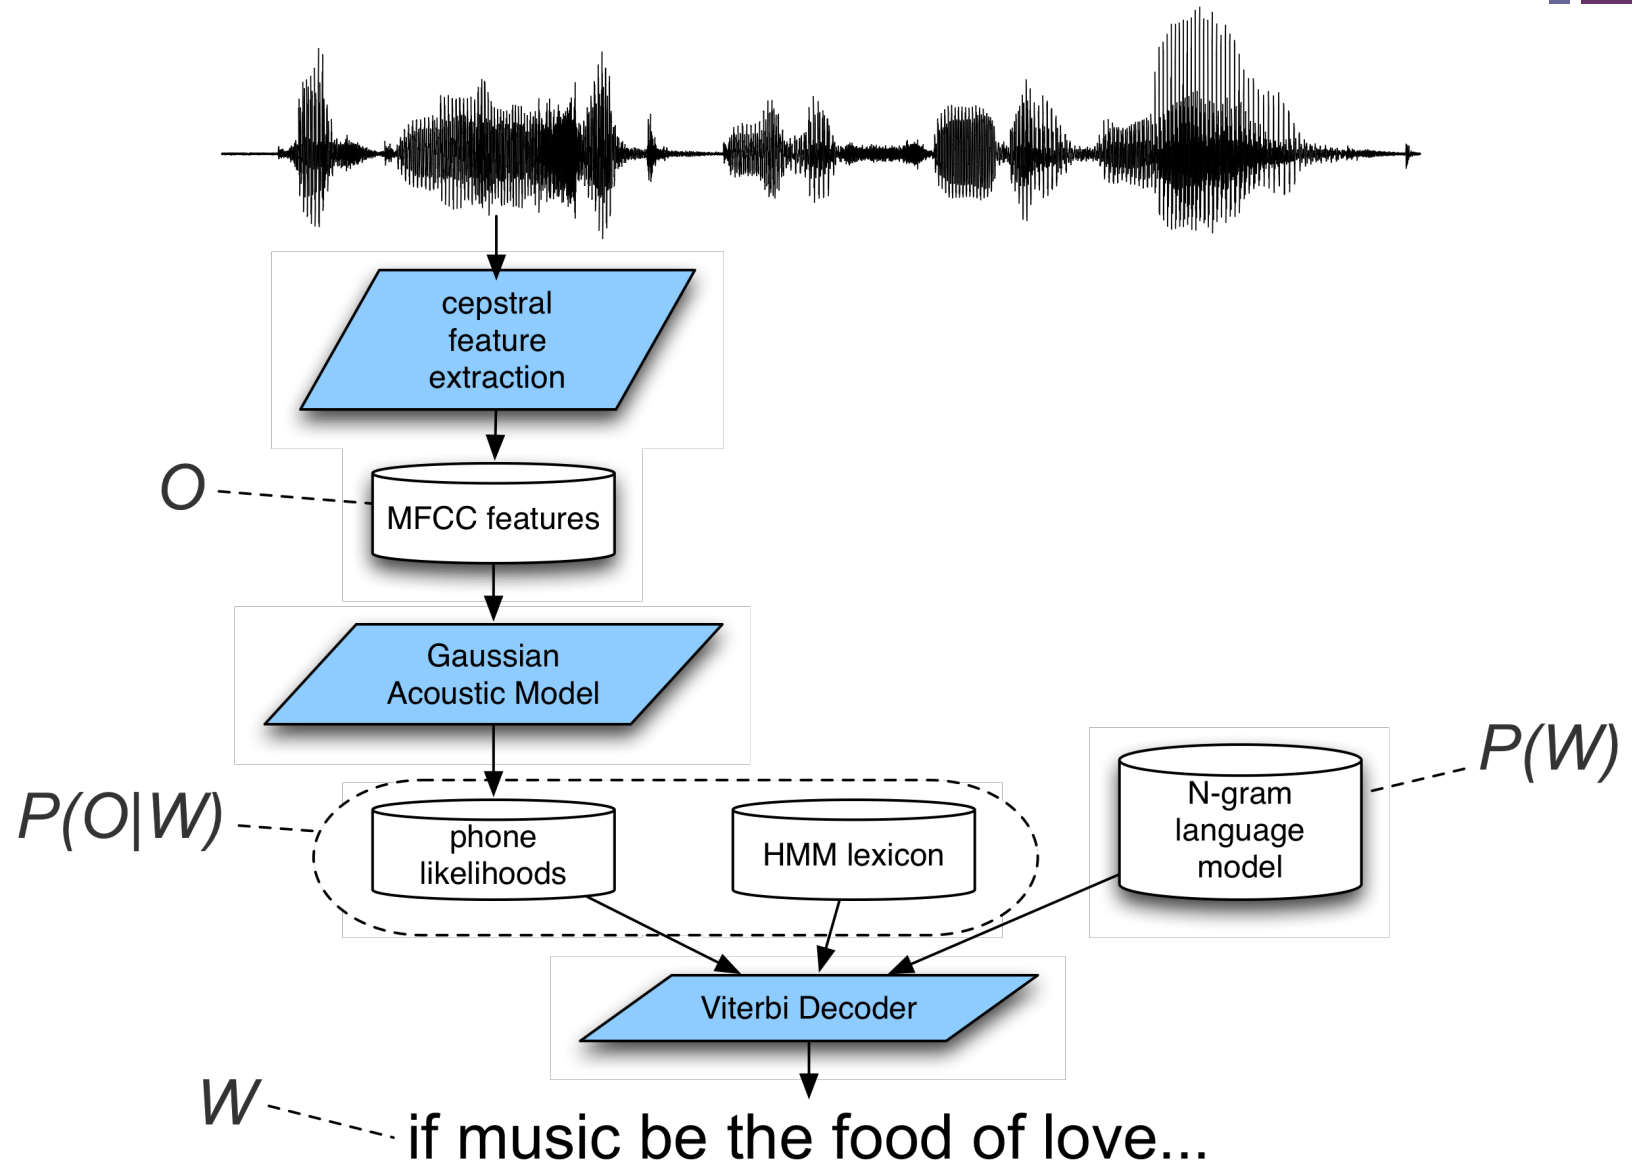 cepstral
feature
extraction
O
MFCC features
Gaussian
Acoustic Model
P(W)
P(O|W)
phone
likelihoods
HMM lexicon
N-gram
language
model
Viterbi Decoder
W
if music be the food of love...